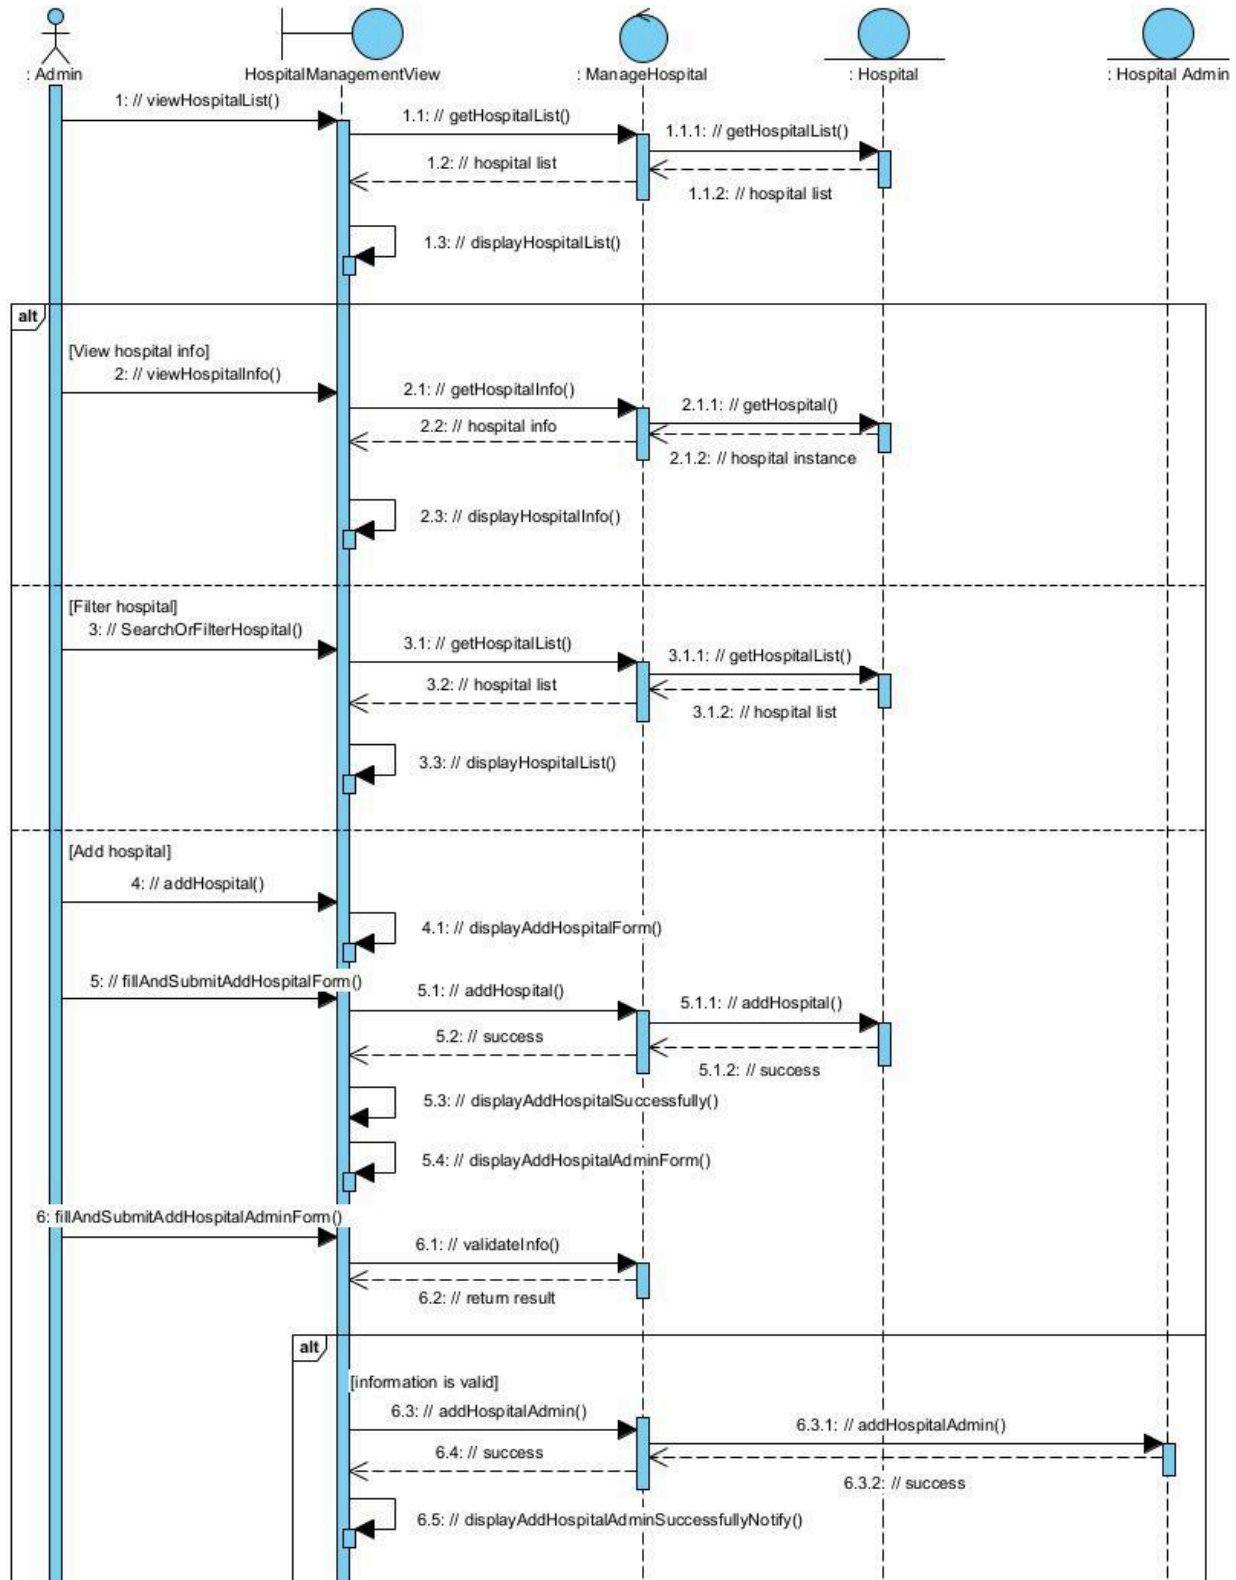 : Admin
HospitalManagementView
: ManageHospital
: Hospital
: Hospital Admin
1: // viewHospitalList()
1.1: // getHospitalList()
1.1.1: // getHospitalList()
1.2: // hospital list
1.1.2: // hospital list
1.3: // displayHospitalList()
alt
[View hospital info]
2: // viewHospitalInfo()
2.1: // getHospitalInfo()
2.1.1: // getHospital()
2.2: // hospital info
2.1.2: // hospital instance
2.3: // displayHospitalInfo()
[Filter hospital]
3: // SearchOrFilterHospital()
3.1: // getHospitalList()
3.1.1: // getHospitalList()
3.2: // hospital list
3.1.2: // hospital list
3.3: // displayHospitalList()
[Add hospital]
4: // addHospital()
4.1: // displayAddHospitalForm()
5: // fillAndSubmitAddHospitalForm()
5.1: // addHospital()
5.1.1: // addHospital()
5.2: // success
5.1.2: // success
5.3: // displayAddHospitalSuccessfully()
5.4: // displayAddHospitalAdminForm()
6: fillAndSubmitAddHospitalAdminForm()
6.1: // validateInfo()
6.2: // return result
alt
[information is valid]
6.3: // addHospitalAdmin()
6.3.1: // addHospitalAdmin()
6.4: // success
6.3.2: // success
6.5: // displayAddHospitalAdminSuccessfullyNotify()